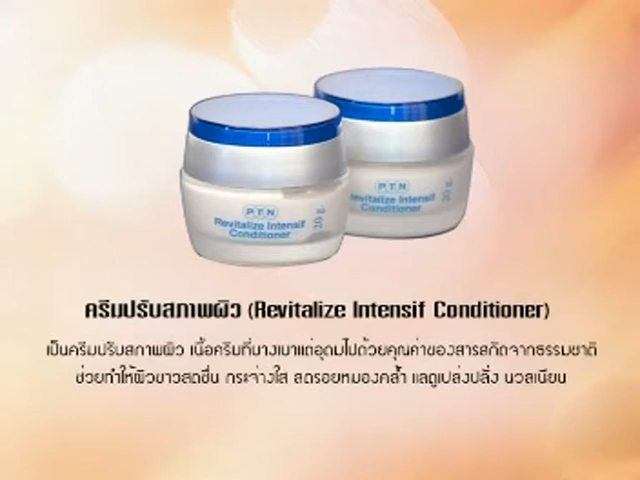 PTN
Revitalize Intensif
Conditioner
20 g.
PTN
Revitalize Intensif
Conditioner
20 g.
ครีมปรับสภาพผิว (Revitalize Intensif Conditioner)
เป็นครีมปรับสภาพผิว เนื้อครีมที่บางเบาแต่อุดมไปด้วยคุณค่าของสารสกัดจากธรรมชาติ
ช่วยทำให้ผิวขาวสดชื่น กระจ่างใส ลดรอยหมองคล้ำ แลดูเปล่งปลั่ง นวลเนียน